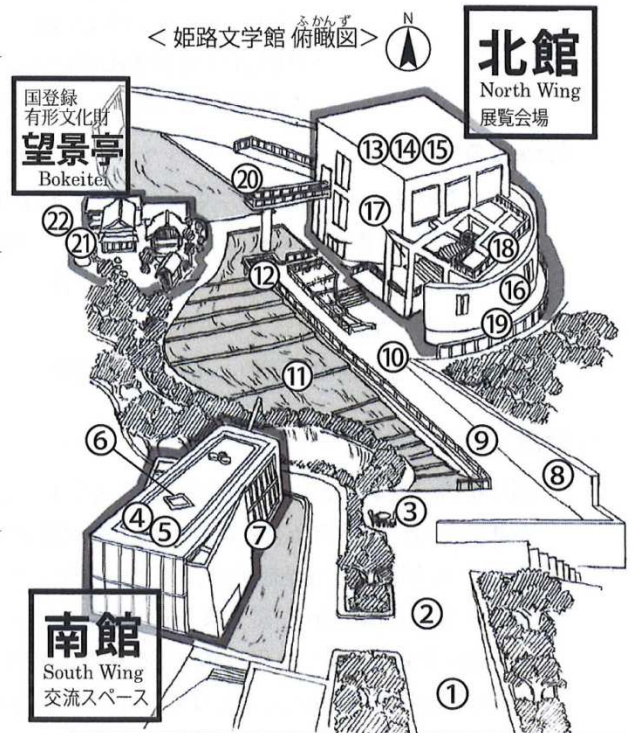 <姫路文学館 俯瞰図>
ふかんず
N
北館
North Wing
展覧会場
国登録
有形文化財
望景亭
Bokeitei
⑬⑭⑮
⑳
⑰
㉒
㉑
⑱
⑫
⑯
⑲
⑩
⑪
⑨
⑧
⑥
③
④⑤
⑦
②
南館
South Wing
交流スペース
①